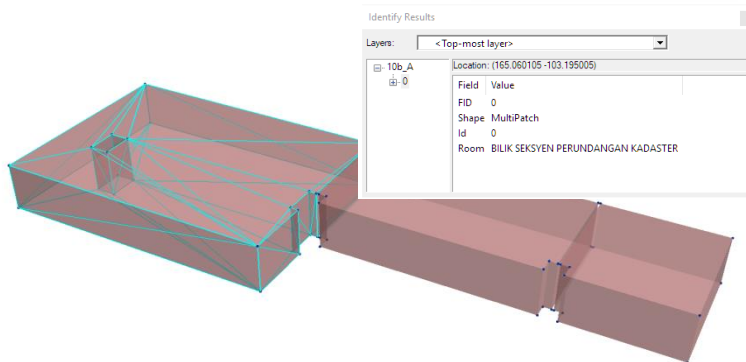 Identify Results
Layers: <Top-most layer>
10b_A
0
Location: (165.060105 -103.195005)
Field Value
FID 0
Shape MultiPatch
Id 0
Room BILIK SEKSYEN PERUNDANGAN KADASTER